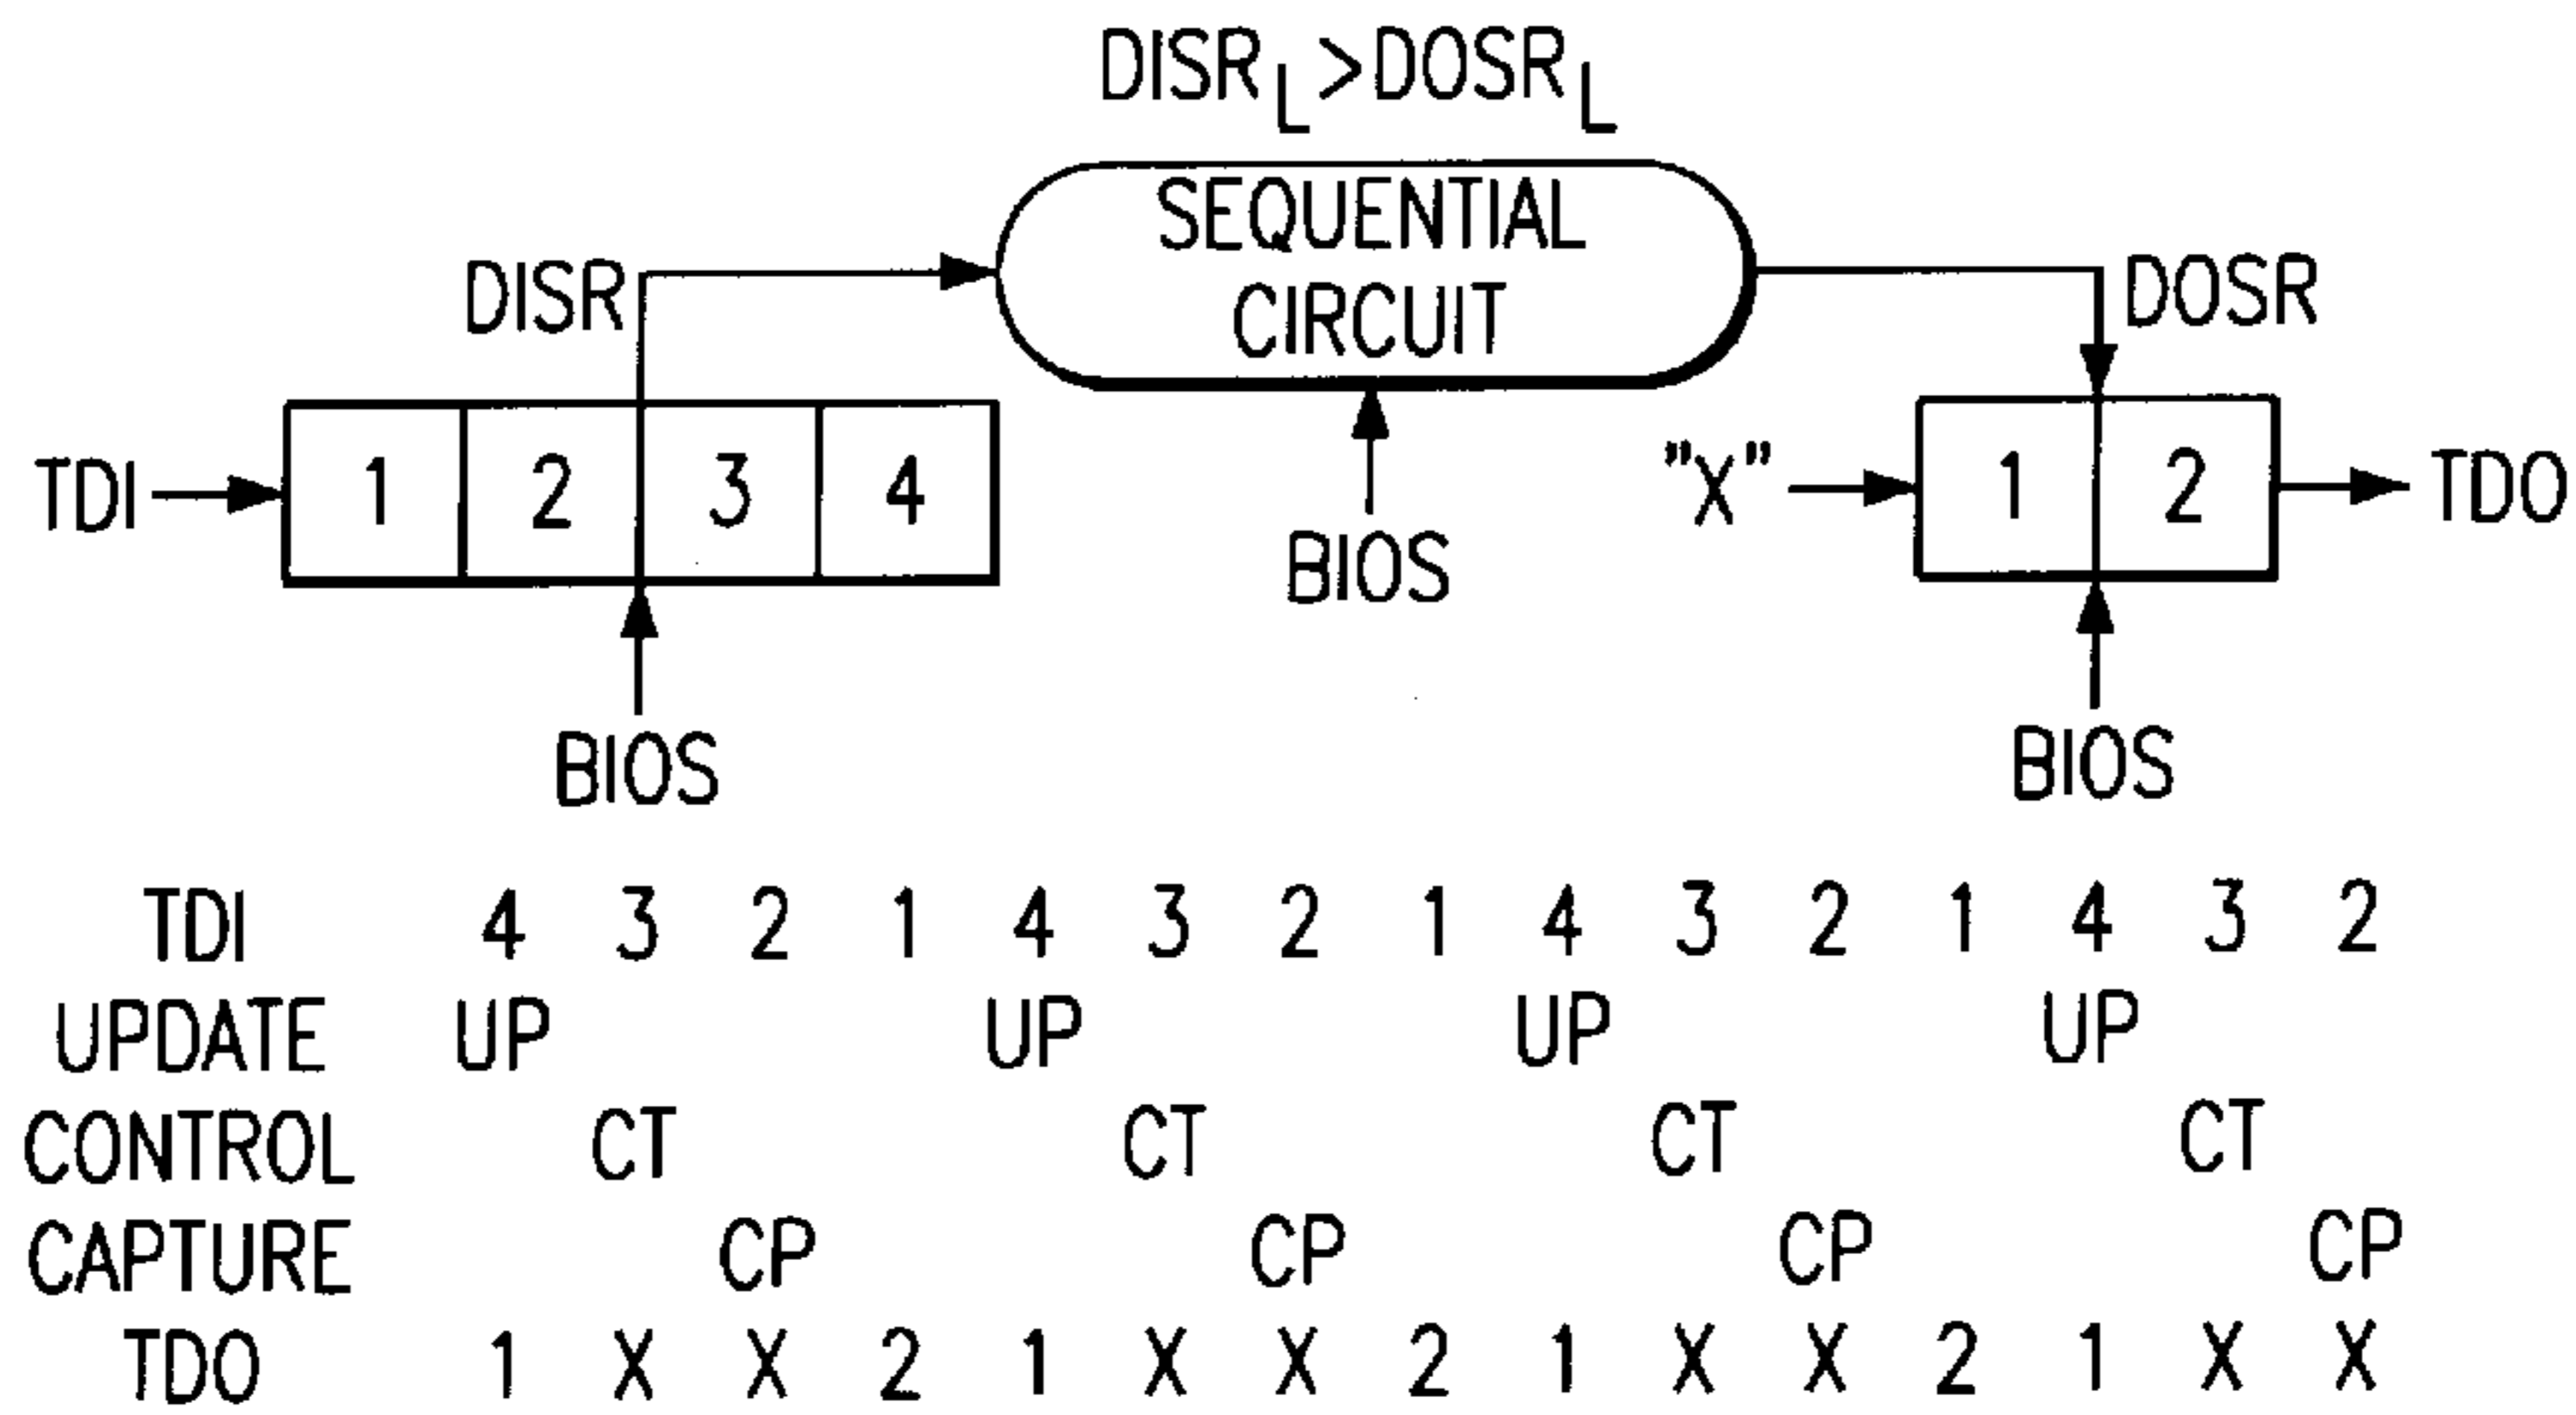 DISR L > DOSR L
SEQUENTIAL
CIRCUIT
DISR
DOSR
TDI
1 2 3 4
"X"
1 2
TDO
BIOS
BIOS
BIOS
TDI 4 3 2 1 4 3 2 1 4 3 2 1 4 3 2
UPDATE UP UP UP UP
CONTROL CT CT CT CT
CAPTURE CP CP CP CP
TDO 1 X X 2 1 X X 2 1 X X 2 1 X X